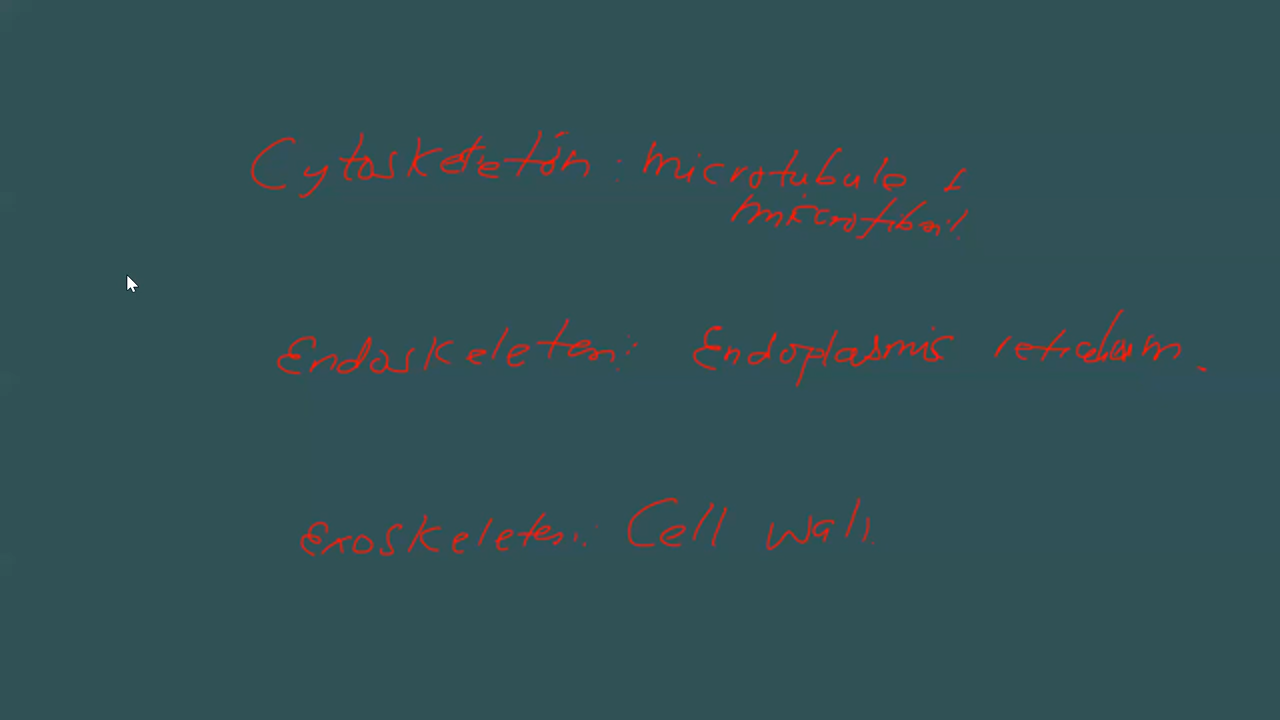 Cytoskeleton : microtubule &
microfibril.
Endoskeleton: Endoplasmic reticulum.
Exoskeleton: Cell wall.